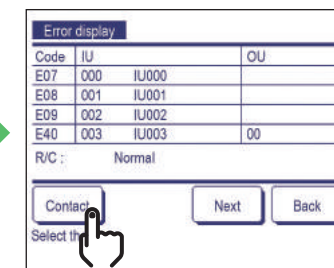 Error display
Code IU OU
E07 000 IU000
E08 001 IU001
E09 002 IU002
E40 003 IU003 00
R/C : Normal
Contact Next Back
Select